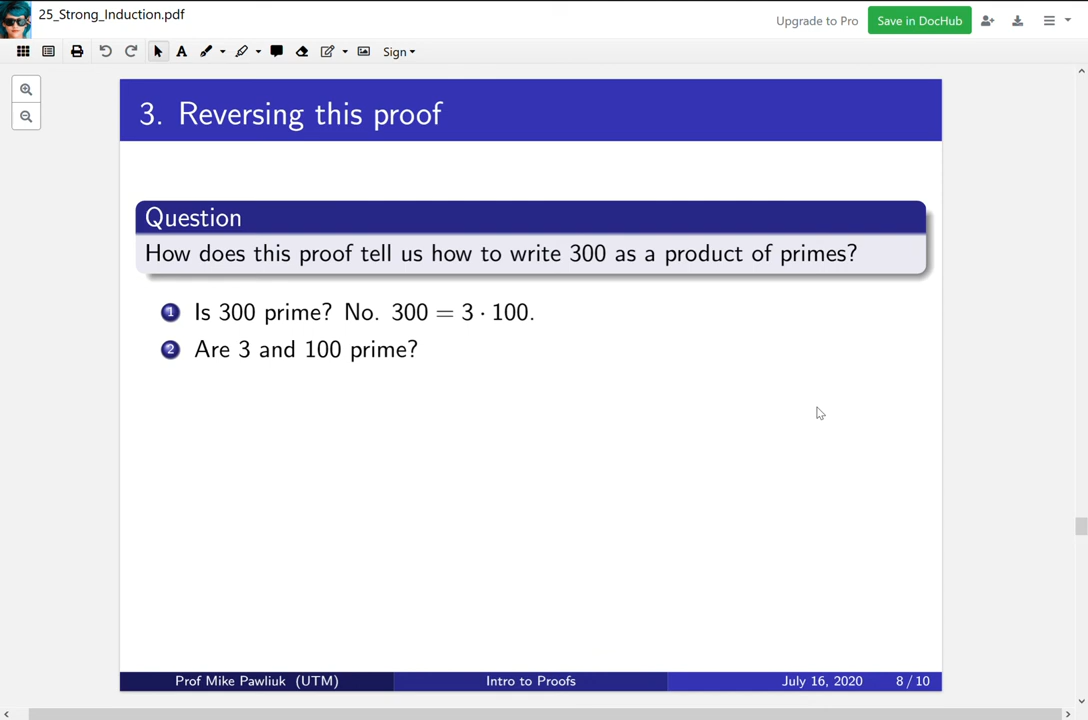 25_Strong_Induction.pdf
Upgrade to Pro
Save in DocHub
A
Sign
3. Reversing this proof
Question
How does this proof tell us how to write 300 as a product of primes?
1 Is 300 prime? No. 300 = 3 · 100.
2 Are 3 and 100 prime?
Prof Mike Pawliuk (UTM) Intro to Proofs July 16, 2020 8 / 10